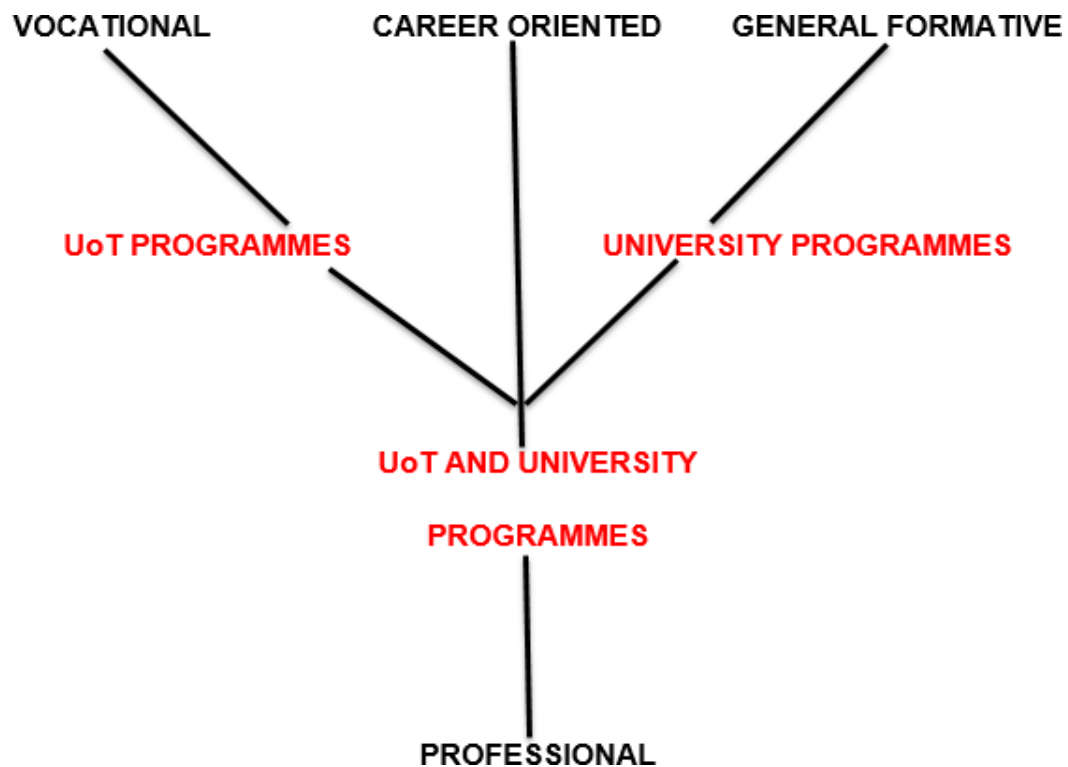 VOCATIONAL
CAREER ORIENTED
GENERAL FORMATIVE
UoT PROGRAMMES
UNIVERSITY PROGRAMMES
UoT AND UNIVERSITY
PROGRAMMES
PROFESSIONAL